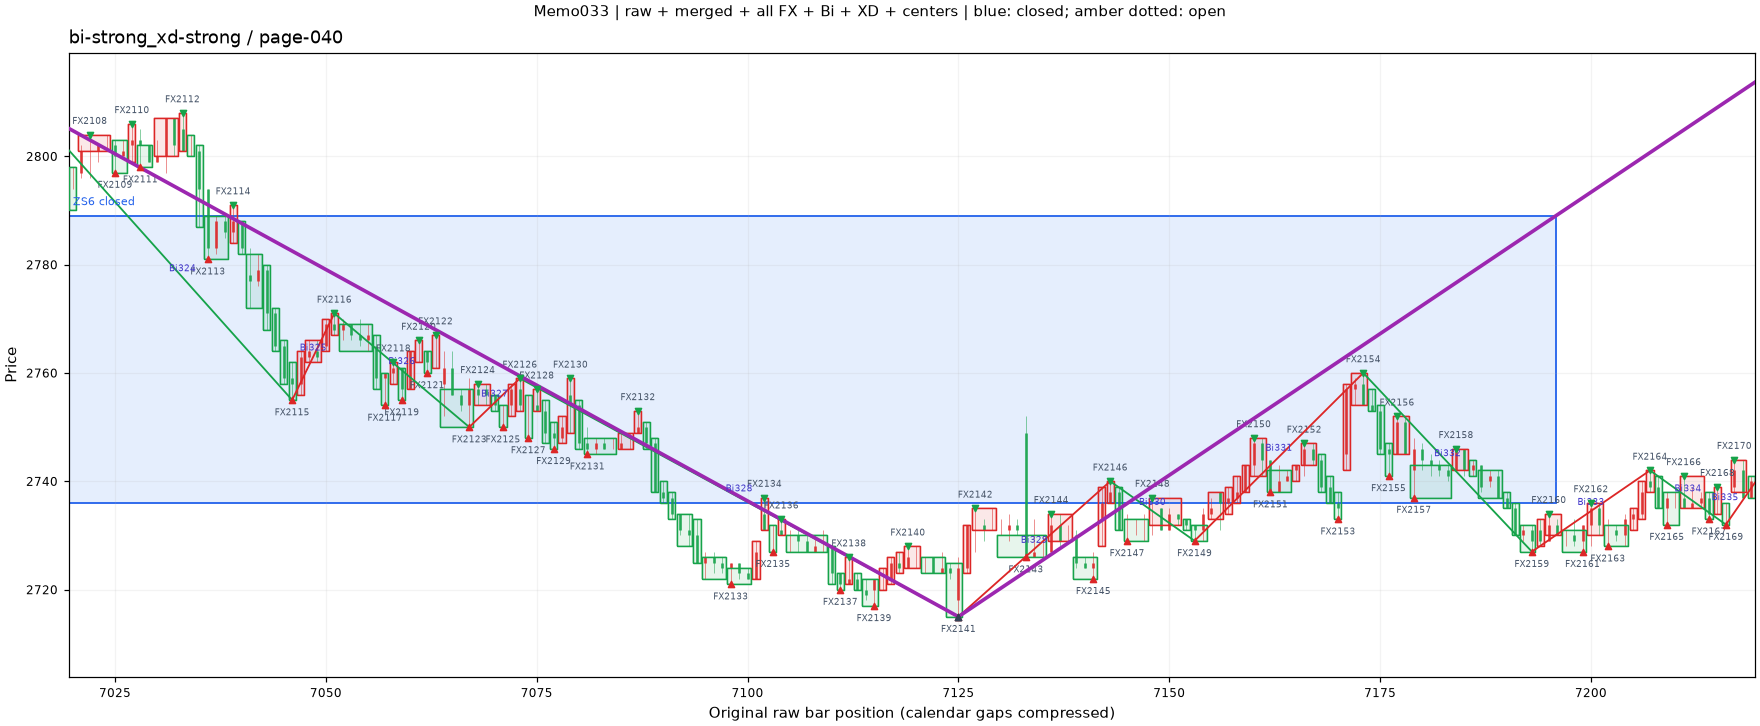 Memo033 | raw + merged + all FX + Bi + XD + centers | blue: closed; amber dotted: open
bi-strong_xd-strong / page-040
FX2112
FX2110
FX2108
FX2111
FX2109
FX2114
ZS6 closed
Bi324
FX2113
FX2116
FX2122
Bi325
FX2118
FX2124
FX2126
FX2130
FX2128
FX2121
Bi327
FX2115
FX2117
FX2119
FX2132
FX2123
FX2125
FX2127
FX2129
FX2131
Bi328
FX2134
FX2136
FX2138
FX2140
FX2142
FX2144
FX2146
FX2148
FX2150
FX2152
FX2154
FX2156
FX2158
Bi331
FX2151
FX2155
FX2157
FX2153
FX2147
FX2149
FX2143
FX2145
FX2135
FX2133
FX2137
FX2139
FX2141
FX2162
FX2164
FX2166
FX2168
FX2170
Bi334
Bi335
FX2159
FX2161
FX2163
FX2165
FX2169
2800
2780
2760
2740
2720
Price
7025
7050
7075
7100
7125
7150
7175
7200
Original raw bar position (calendar gaps compressed)